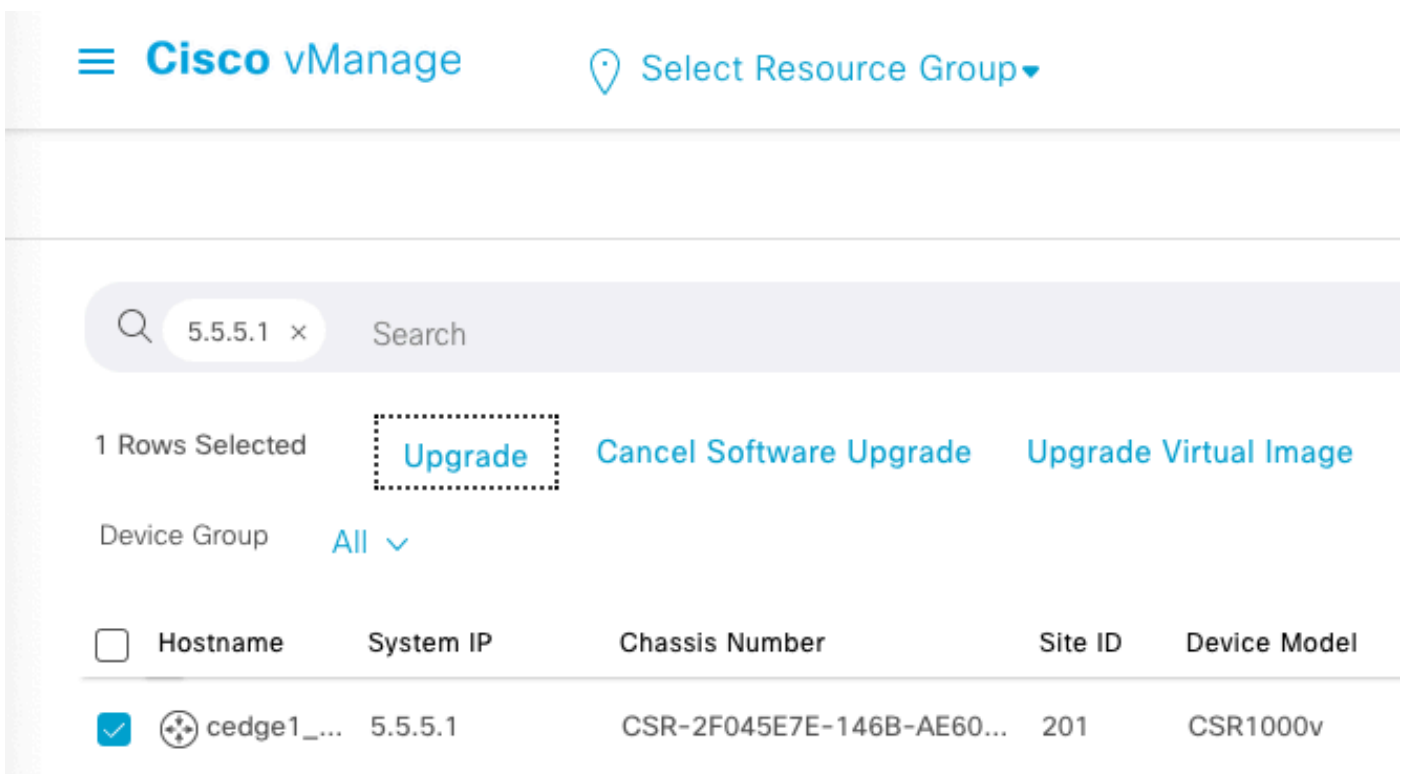 Cisco vManage Select Resource Group
5.5.5.1 × Search
1 Rows Selected Upgrade Cancel Software Upgrade Upgrade Virtual Image
Device Group All
Hostname System IP Chassis Number Site ID Device Model
cedge1_... 5.5.5.1 CSR-2F045E7E-146B-AE60... 201 CSR1000v